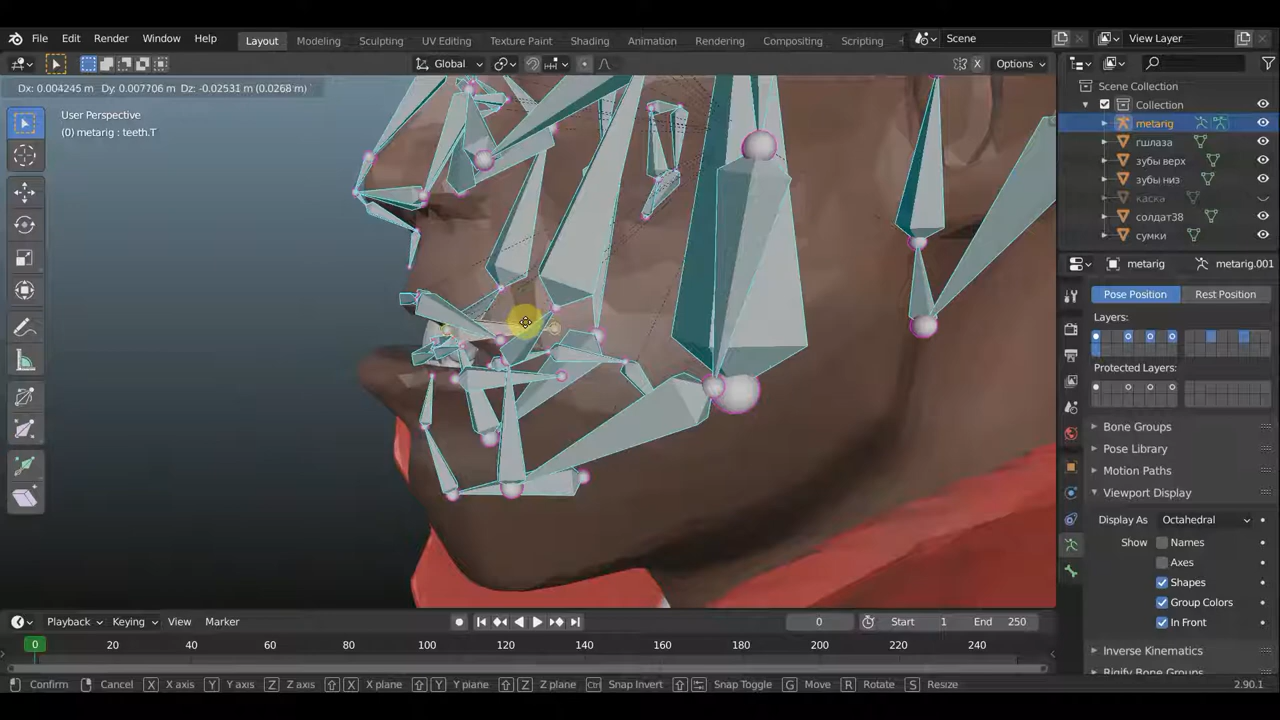 File Edit Render Window Help
Layout Modeling Sculpting UV Editing Texture Paint Shading Animation Rendering Compositing Scripting
Scene
View Layer
Global
X
Options
Dx: 0.004245 m Dy: 0.007706 m Dz: -0.02531 m (0.0268 m)
User Perspective
(0) metarig : teeth.T
Scene Collection
Collection
metarig
гшлаза
зубы верх
зубы низ
каска
солдат38
сумки
metarig
metarig.001
Pose Position Rest Position
Layers:
Protected Layers:
Bone Groups
Pose Library
Motion Paths
Viewport Display
Display As Octahedral
Show Names
Axes
Shapes
Group Colors
In Front
Inverse Kinematics
Rigify Bone Groups
Playback Keying View Marker
0 Start 1 End 250
0 20 40 60 80 100 120 140 160 180 200 220 240
Confirm Cancel X X axis Y Y axis Z Z axis X X plane Y Y plane Z Z plane Ctrl Snap Invert Snap Toggle G Move R Rotate S Resize 2.90.1